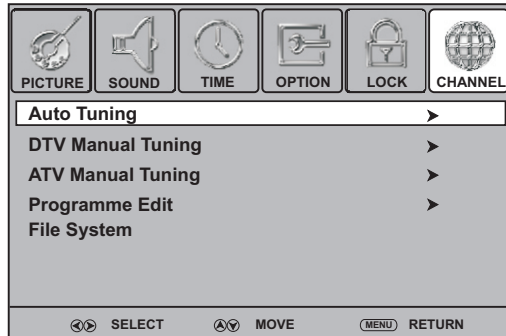 PICTURE SOUND TIME OPTION LOCK CHANNEL
Auto Tuning
DTV Manual Tuning
ATV Manual Tuning
Programme Edit
File System
SELECT MOVE MENU RETURN